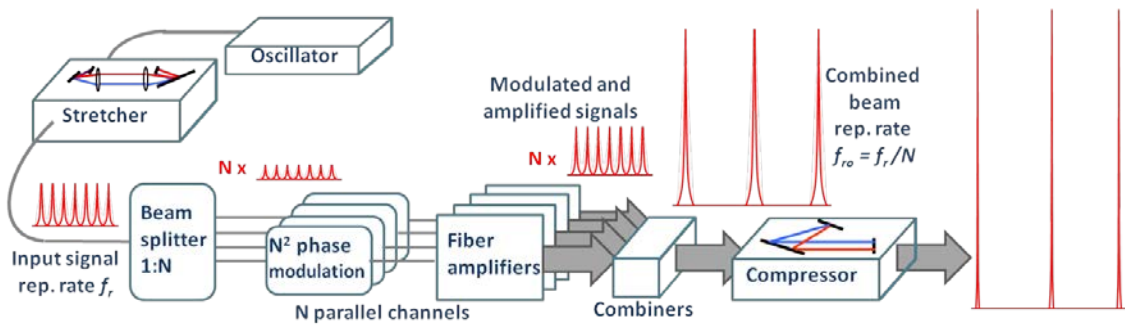 Oscillator
Stretcher
Modulated and
amplified signals
N x
Combined
beam
rep. rate
f_ro = f_r/N
N x
Input signal
rep. rate f_r
Beam
splitter
1:N
N² phase
modulation
N parallel channels
Fiber
amplifiers
Combiners
Compressor